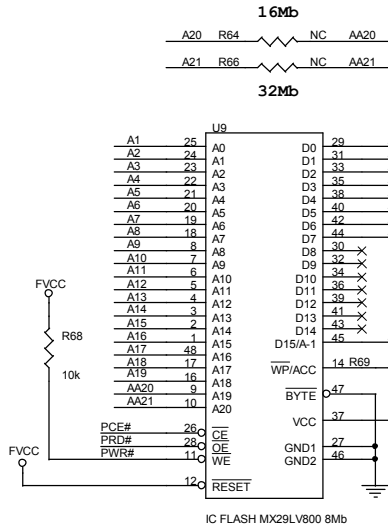 16Mb
A20 R64 NC AA20
A21 R66 NC AA21
32Mb
U9
A1 25 A0 D0 29
A2 24 A1 D1 31
A3 23 A2 D2 33
A4 22 A3 D3 35
A5 21 A4 D4 38
A6 20 A5 D5 40
A7 19 A6 D6 42
A8 18 A7 D7 44
A9 8 A8 D8 30
A10 7 A9 D9 32
A11 6 A10 D10 34
A12 5 A11 D11 36
A13 4 A12 D12 39
A14 3 A13 D13 41
A15 2 A14 D14 43
A16 1 A15 D15/A-1 45
A17 48 A16
A18 17 A17 WP/ACC 14 R69
A19 16 A18
AA20 9 A19 BYTE 47
AA21 10 A20
VCC 37
PCE# 26 CE
PRD# 28 OE GND1 27
PWR# 11 WE GND2 46
FVCC
R68
10k
FVCC
12 RESET
IC FLASH MX29LV800 8Mb